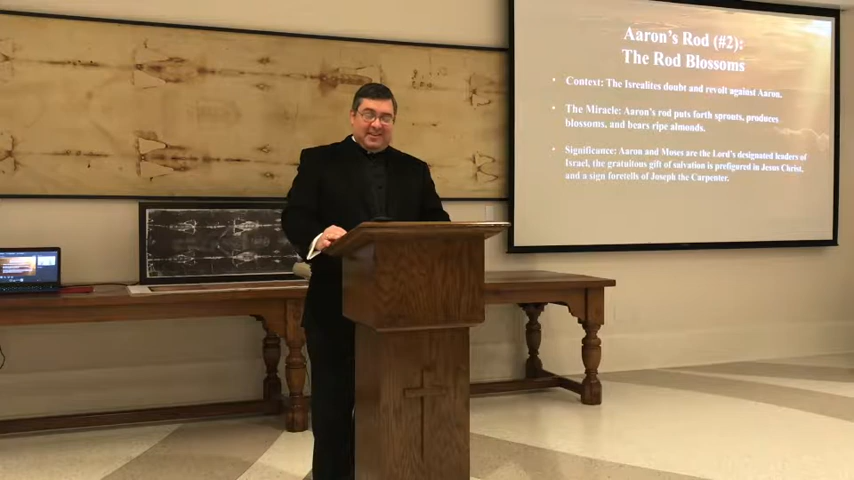 Aaron's Rod (#2):
The Rod Blossoms
• Context: The Isrealites doubt and revolt against Aaron.
• The Miracle: Aaron's rod puts forth sprouts, produces
blossoms, and bears ripe almonds.
• Significance: Aaron and Moses are the Lord's designated leaders of
Israel, the gratuitous gift of salvation is prefigured in Jesus Christ,
and a sign foretells of Joseph the Carpenter.